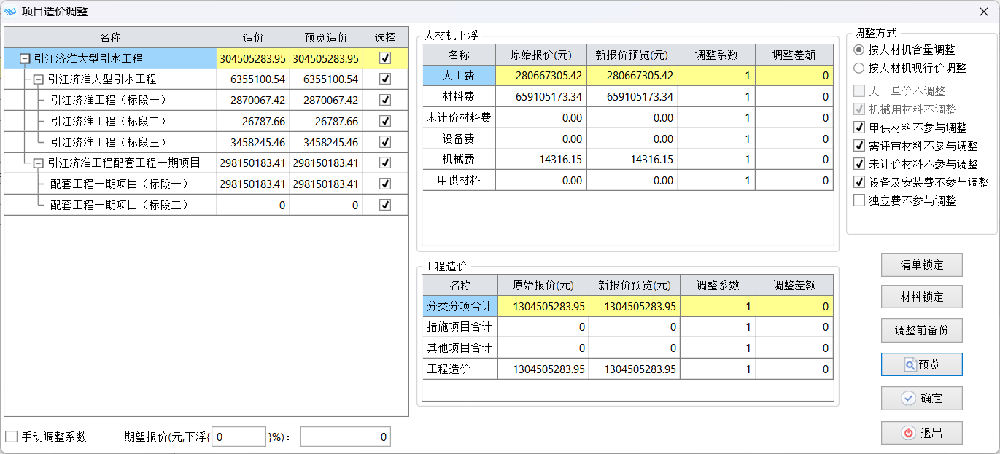 项目造价调整
名称 造价 预览造价 选择
引江济淮大型引水工程 304505283.95 304505283.95
引江济淮大型引水工程 6355100.54 6355100.54
引江济淮工程（标段一） 2870067.42 2870067.42
引江济淮工程（标段二） 26787.66 26787.66
引江济淮工程（标段三） 3458245.46 3458245.46
引江济淮工程配套工程一期项目 298150183.41 298150183.41
配套工程一期项目（标段一） 298150183.41 298150183.41
配套工程一期项目（标段二） 0 0
手动调整系数 期望报价(元,下浮{ 0 }%)： 0
人材机下浮
名称 原始报价(元) 新报价预览(元) 调整系数 调整差额
人工费 280667305.42 280667305.42 1 0
材料费 659105173.34 659105173.34 1 0
未计价材料费 0.00 0.00 1 0
设备费 0.00 0.00 1 0
机械费 14316.15 14316.15 1 0
甲供材料 0.00 0.00 1 0
工程造价
名称 原始报价(元) 新报价预览(元) 调整系数 调整差额
分类分项合计 1304505283.95 1304505283.95 1 0
措施项目合计 0 0 1 0
其他项目合计 0 0 1 0
工程造价 1304505283.95 1304505283.95 1 0
调整方式
按人材机含量调整
按人材机现行价调整
人工单价不调整
机械用材料不调整
甲供材料不参与调整
需评审材料不参与调整
未计价材料不参与调整
设备及安装费不参与调整
独立费不参与调整
清单锁定
材料锁定
调整前备份
预览
确定
退出